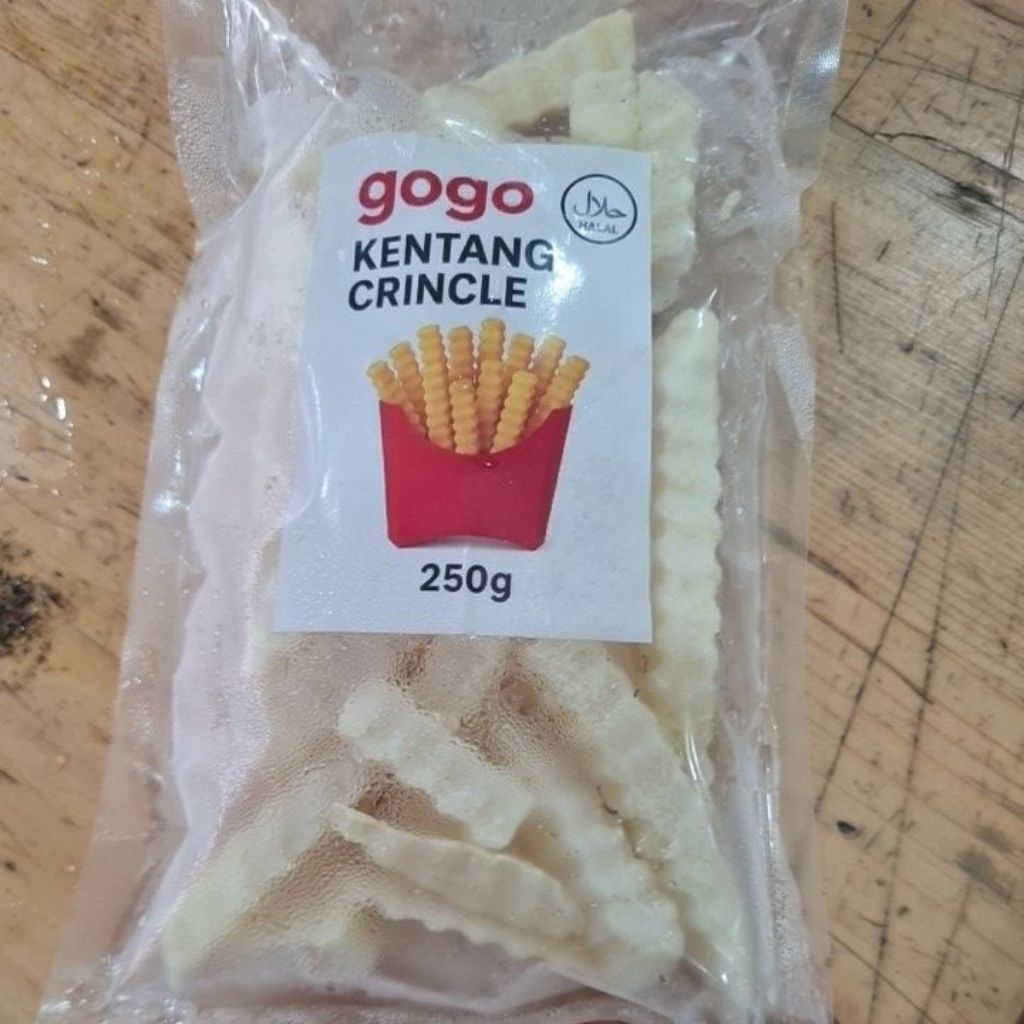 gogo
حلال
HALAL
KENTANG
CRINCLE
250g